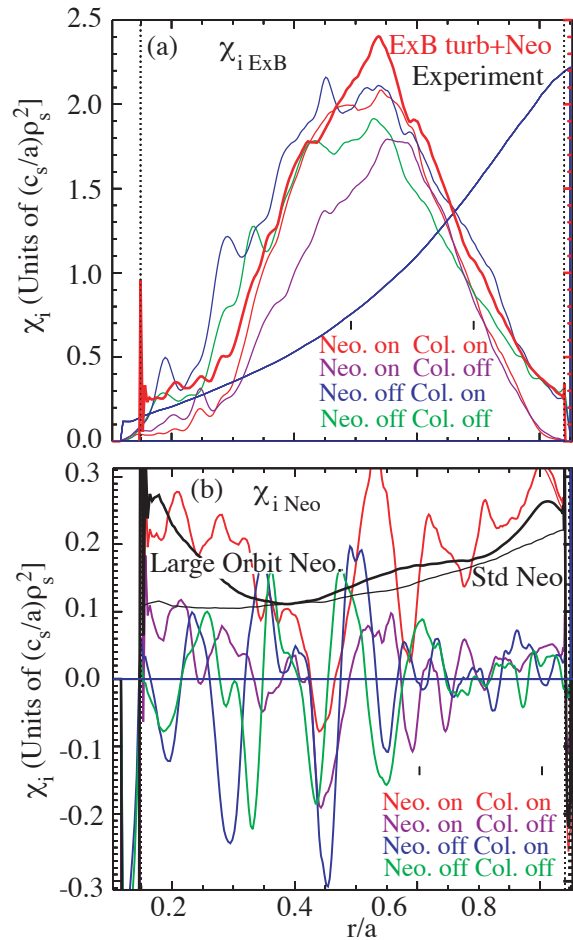 (a) χi ExB ExB turb+Neo
Experiment
χi (Units of (cs/a)ρs²]
2.5
2.0
1.5
1.0
0.5
0.0
Neo. on Col. on
Neo. on Col. off
Neo. off Col. on
Neo. off Col. off
(b) χi Neo
χi (Units of (cs/a)ρs²]
0.3
0.2
0.1
0.0
-0.1
-0.2
-0.3
Large Orbit Neo.
Std Neo
Neo. on Col. on
Neo. on Col. off
Neo. off Col. on
Neo. off Col. off
0.2 0.4 0.6 0.8
r/a